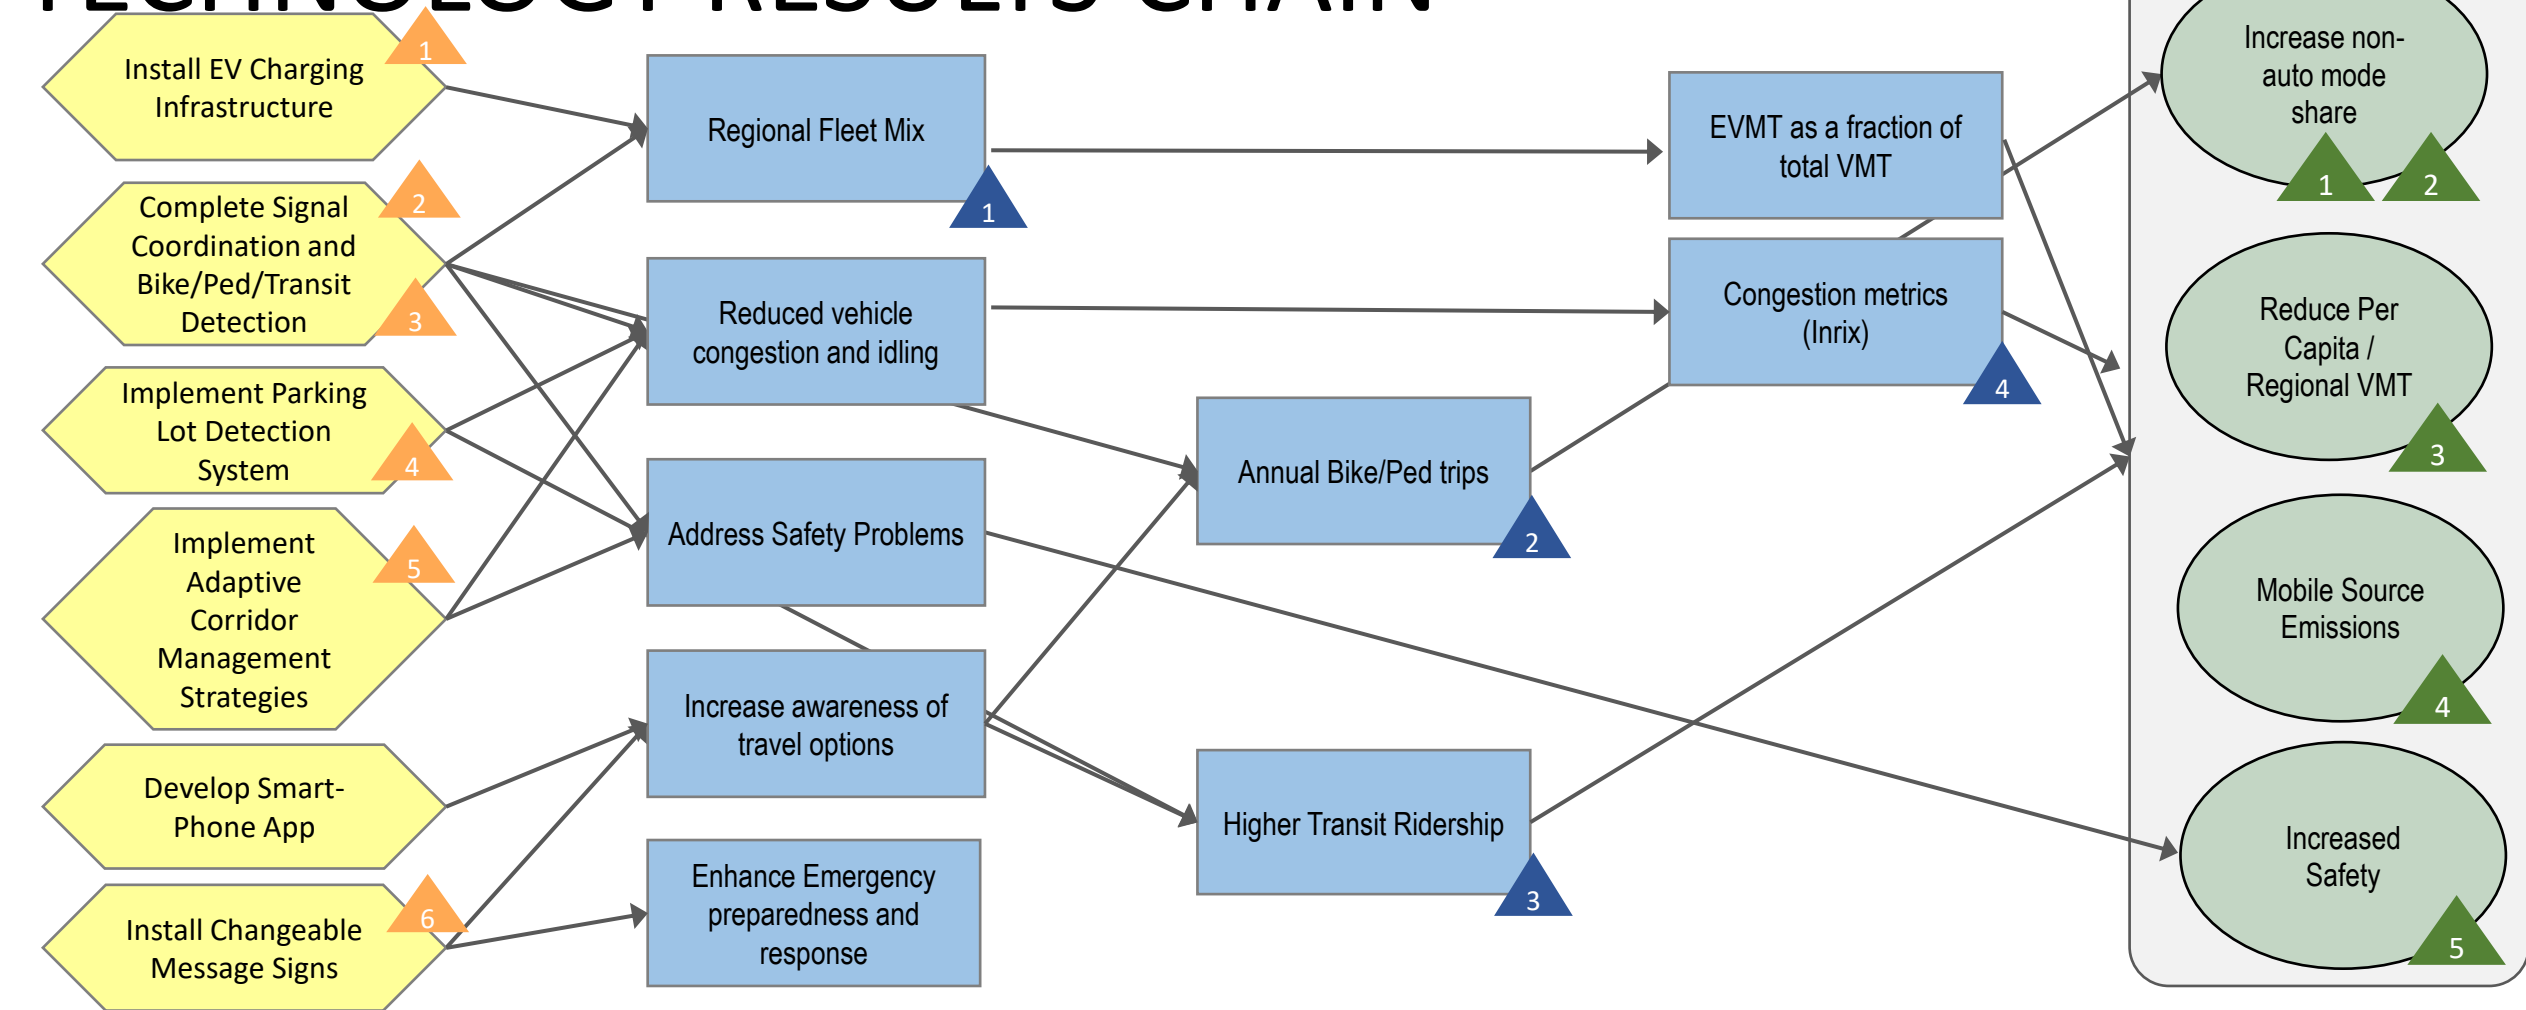 TECHNOLOGY RESULTS CHAIN
1
Install EV Charging
Infrastructure
2
Complete Signal
Coordination and
Bike/Ped/Transit
Detection
3
Implement Parking
Lot Detection
System
4
Implement
Adaptive
Corridor
Management
Strategies
5
Develop Smart-
Phone App
Install Changeable
Message Signs
6
Regional Fleet Mix
1
Reduced vehicle
congestion and idling
Address Safety Problems
Increase awareness of
travel options
Enhance Emergency
preparedness and
response
Annual Bike/Ped trips
2
Higher Transit Ridership
3
EVMT as a fraction of
total VMT
Congestion metrics
(Inrix)
4
Increase non-
auto mode
share
1
2
Reduce Per
Capita /
Regional VMT
3
Mobile Source
Emissions
4
Increased
Safety
5